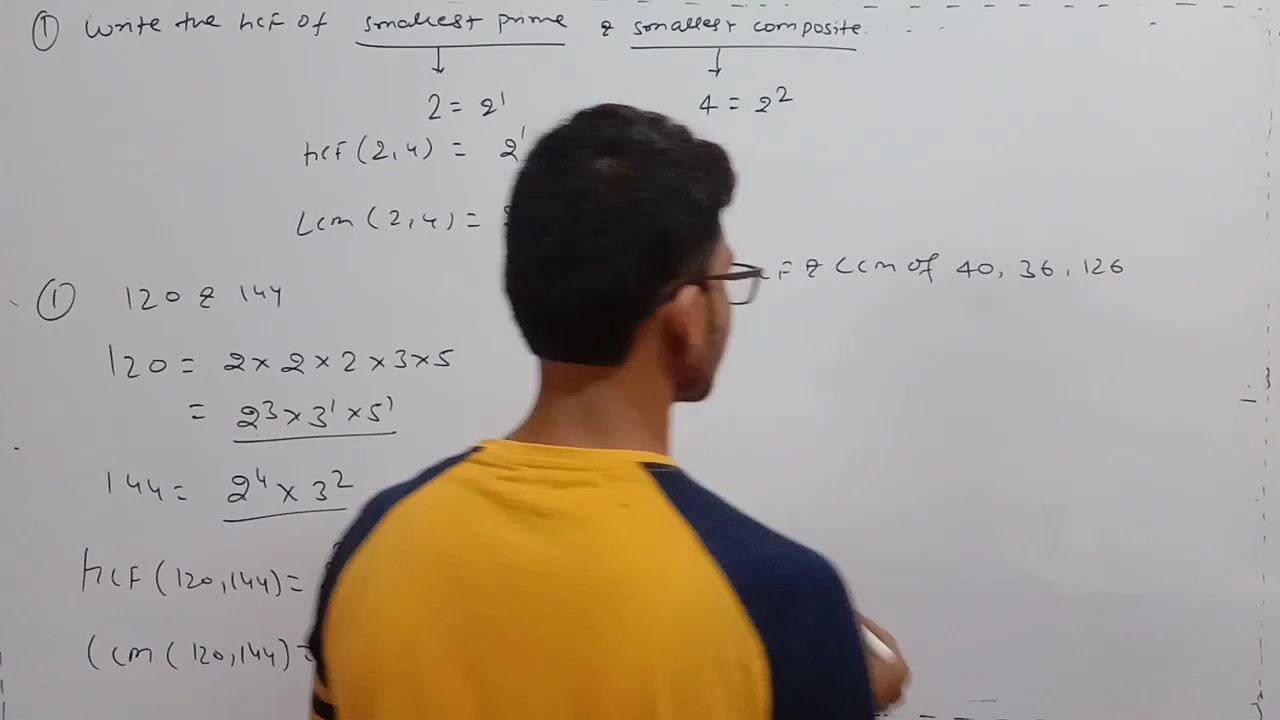 ① Write the HCF of smallest prime & smallest composite.
2 = 2¹ 4 = 2²
HCF (2,4) = 2¹
LCM (2,4) =
& LCM of 40, 36, 126
① 120 & 144
120 = 2×2×2×3×5
= 2³×3¹×5¹
144 = 2⁴×3²
HCF (120,144) =
LCM (120,144) =